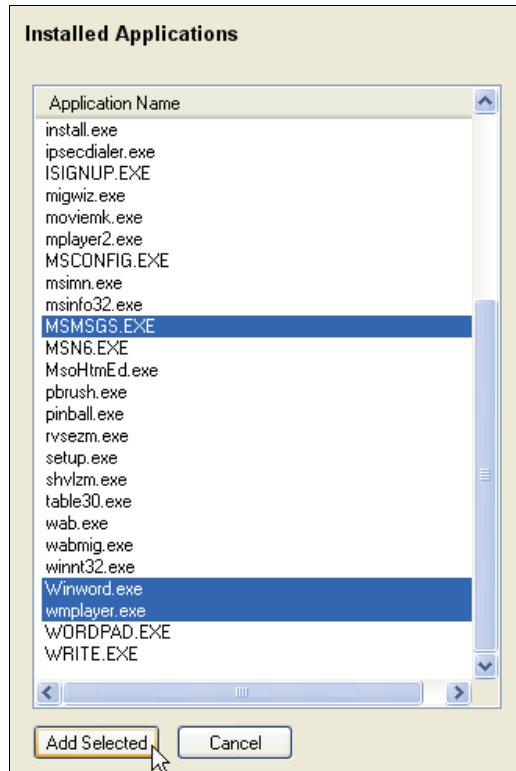 Installed Applications
Application Name
install.exe
ipsecdialer.exe
ISIGNUP.EXE
migwiz.exe
moviemk.exe
mplayer2.exe
MSCONFIG.EXE
msimn.exe
msinfo32.exe
MSMSGS.EXE
MSN6.EXE
MsoHtmEd.exe
pbrush.exe
pinball.exe
rvsezm.exe
setup.exe
shvlzm.exe
table30.exe
wab.exe
wabmig.exe
winnt32.exe
Winword.exe
wmplayer.exe
WORDPAD.EXE
WRITE.EXE
Add Selected Cancel